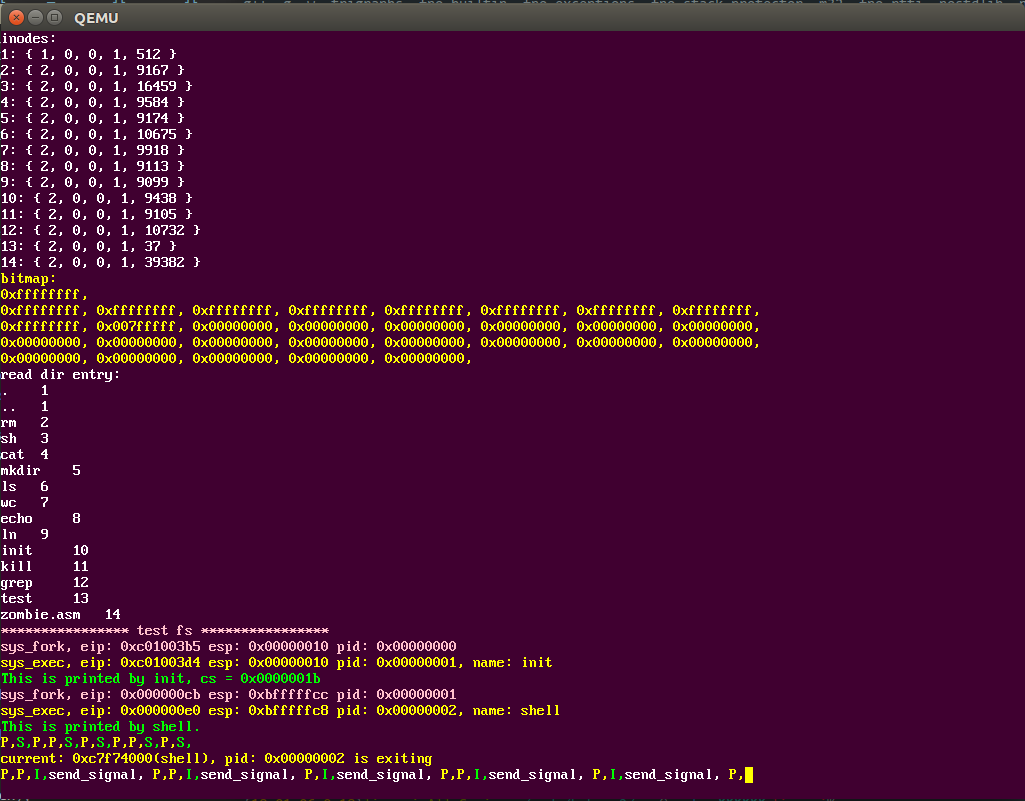 QEMU
inodes:
1: { 1, 0, 0, 1, 512 }
2: { 2, 0, 0, 1, 9167 }
3: { 2, 0, 0, 1, 16459 }
4: { 2, 0, 0, 1, 9584 }
5: { 2, 0, 0, 1, 9174 }
6: { 2, 0, 0, 1, 10675 }
7: { 2, 0, 0, 1, 9918 }
8: { 2, 0, 0, 1, 9113 }
9: { 2, 0, 0, 1, 9099 }
10: { 2, 0, 0, 1, 9438 }
11: { 2, 0, 0, 1, 9105 }
12: { 2, 0, 0, 1, 10732 }
13: { 2, 0, 0, 1, 37 }
14: { 2, 0, 0, 1, 39382 }
bitmap:
0xffffffff,
0xffffffff, 0xffffffff, 0xffffffff, 0xffffffff, 0xffffffff, 0xffffffff, 0xffffffff, 0xffffffff,
0xffffffff, 0x007fffff, 0x00000000, 0x00000000, 0x00000000, 0x00000000, 0x00000000, 0x00000000,
0x00000000, 0x00000000, 0x00000000, 0x00000000, 0x00000000, 0x00000000, 0x00000000, 0x00000000,
0x00000000, 0x00000000, 0x00000000, 0x00000000, 0x00000000,
read dir entry:
. 1
.. 1
rm 2
sh 3
cat 4
mkdir 5
ls 6
wc 7
echo 8
ln 9
init 10
kill 11
grep 12
test 13
zombie.asm 14
**************** test fs ****************
sys_fork, eip: 0xc01003b5 esp: 0x00000010 pid: 0x00000000
sys_exec, eip: 0xc01003d4 esp: 0x00000010 pid: 0x00000001, name: init
This is printed by init, cs = 0x0000001b
sys_fork, eip: 0x000000cb esp: 0xbfffffcc pid: 0x00000001
sys_exec, eip: 0x000000e0 esp: 0xbfffffc8 pid: 0x00000002, name: shell
This is printed by shell.
P,S,P,P,S,P,S,P,P,S,P,S,
current: 0xc7f74000(shell), pid: 0x00000002 is exiting
P,P,I,send_signal, P,P,I,send_signal, P,I,send_signal, P,P,I,send_signal, P,I,send_signal, P,